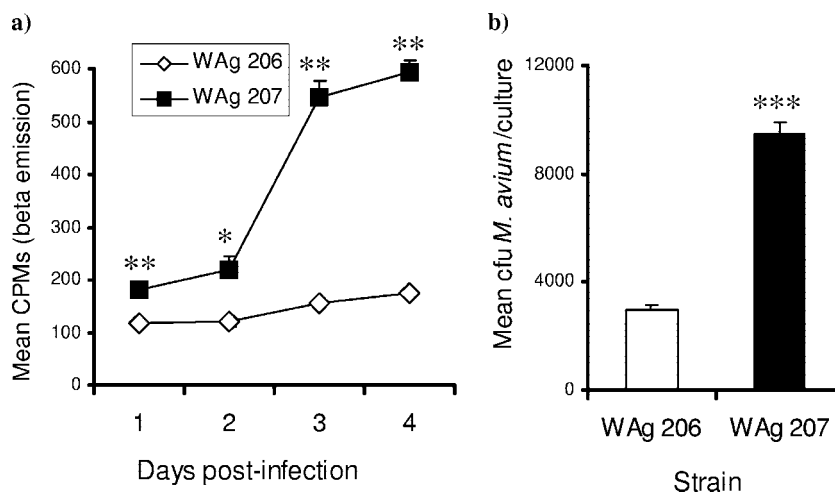 a)
WAg 206
WAg 207
Mean CPMs (beta emission)
600
500
400
300
200
100
0
**
*
**
**
1 2 3 4
Days post-infection
b)
Mean cfu M. avium/culture
12000
8000
4000
0
***
WAg 206 WAg 207
Strain